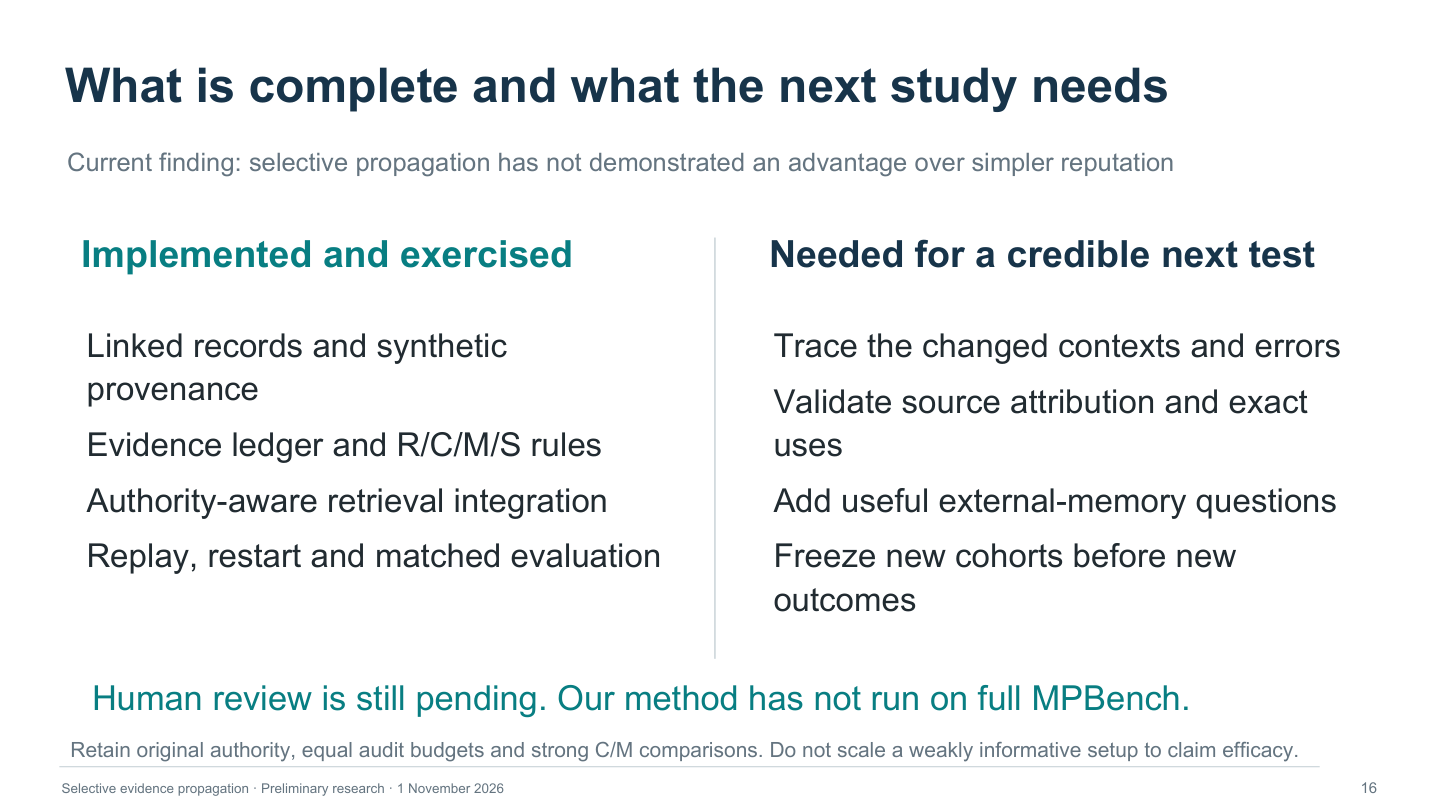 What is complete and what the next study needs
Current finding: selective propagation has not demonstrated an advantage over simpler reputation
Implemented and exercised
Linked records and synthetic
provenance
Evidence ledger and R/C/M/S rules
Authority-aware retrieval integration
Replay, restart and matched evaluation
Needed for a credible next test
Trace the changed contexts and errors
Validate source attribution and exact
uses
Add useful external-memory questions
Freeze new cohorts before new
outcomes
Human review is still pending. Our method has not run on full MPBench.
Retain original authority, equal audit budgets and strong C/M comparisons. Do not scale a weakly informative setup to claim efficacy.
Selective evidence propagation · Preliminary research · 1 November 2026
16